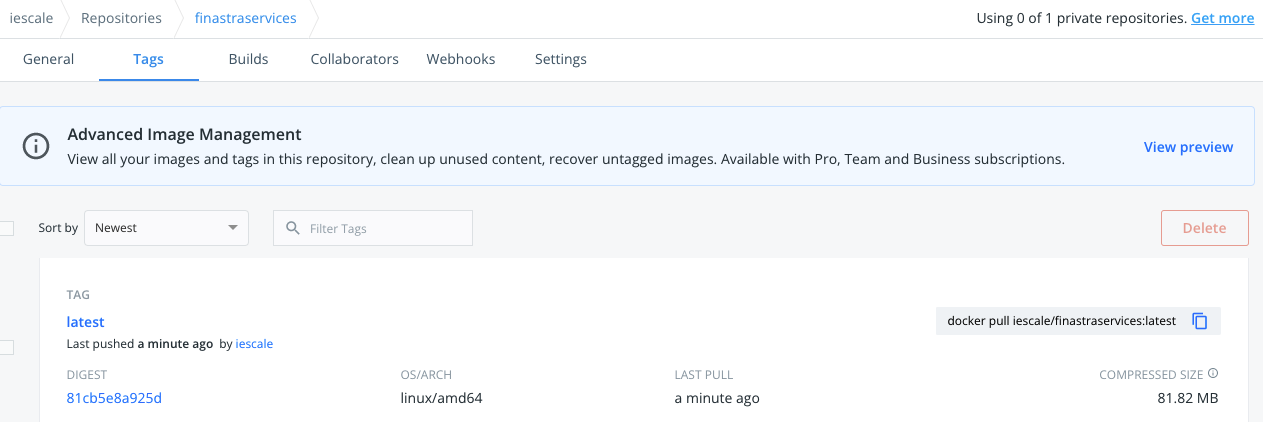 iescale Repositories finastraservices Using 0 of 1 private repositories. Get more
General Tags Builds Collaborators Webhooks Settings
Advanced Image Management
View all your images and tags in this repository, clean up unused content, recover untagged images. Available with Pro, Team and Business subscriptions.
View preview
Sort by Newest Filter Tags Delete
TAG
latest
docker pull iescale/finastraservices:latest
Last pushed a minute ago by iescale
DIGEST OS/ARCH LAST PULL COMPRESSED SIZE
81cb5e8a925d linux/amd64 a minute ago 81.82 MB